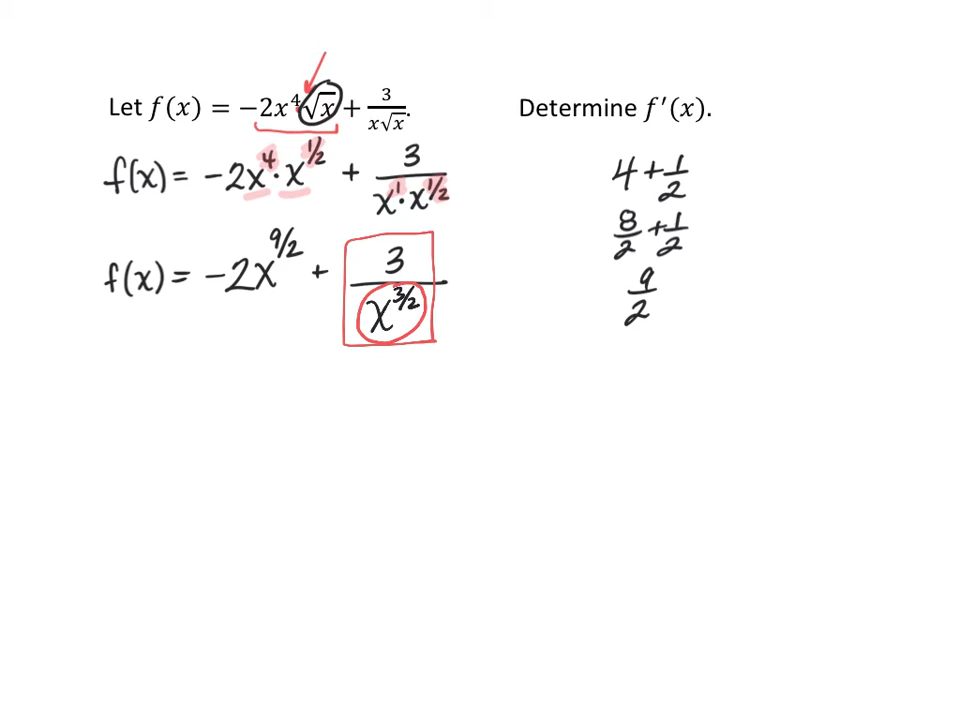 Let f(x) = −2x⁴√x + 3/(x√x). Determine f′(x).
f(x) = −2x⁴ · x^(1/2) + 3/(x¹ · x^(1/2))
f(x) = −2x^(9/2) + 3/(x^(3/2))
4 + 1/2
8/2 + 1/2
9/2